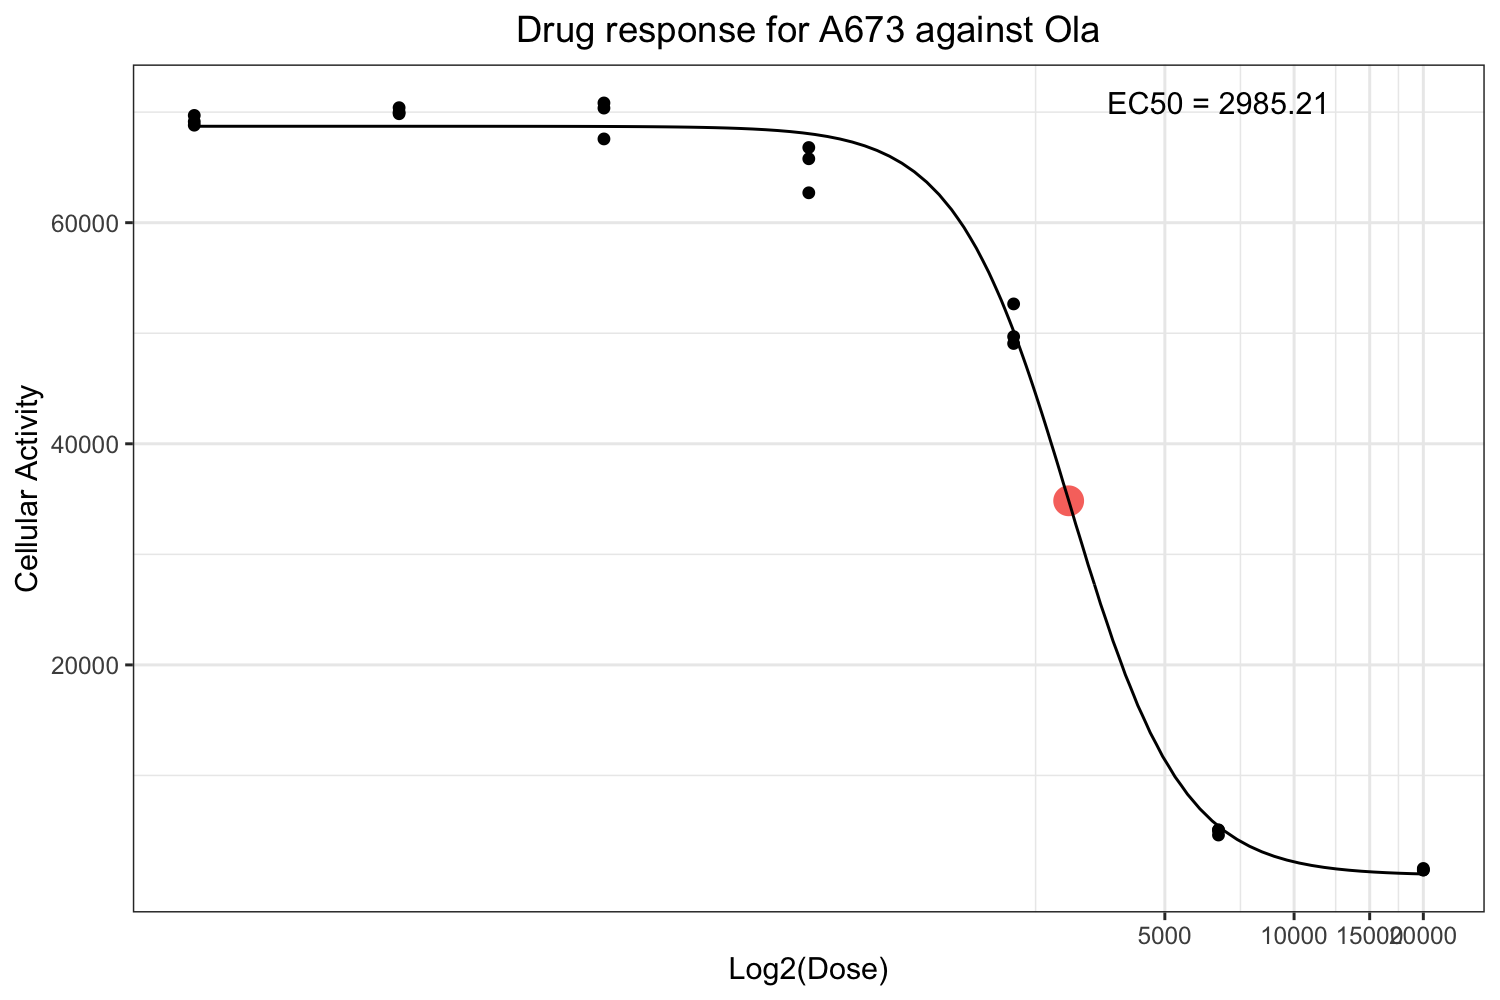 Drug response for A673 against Ola
EC50 = 2985.21
60000
40000
20000
Cellular Activity
5000 10000 15000 20000
Log2(Dose)